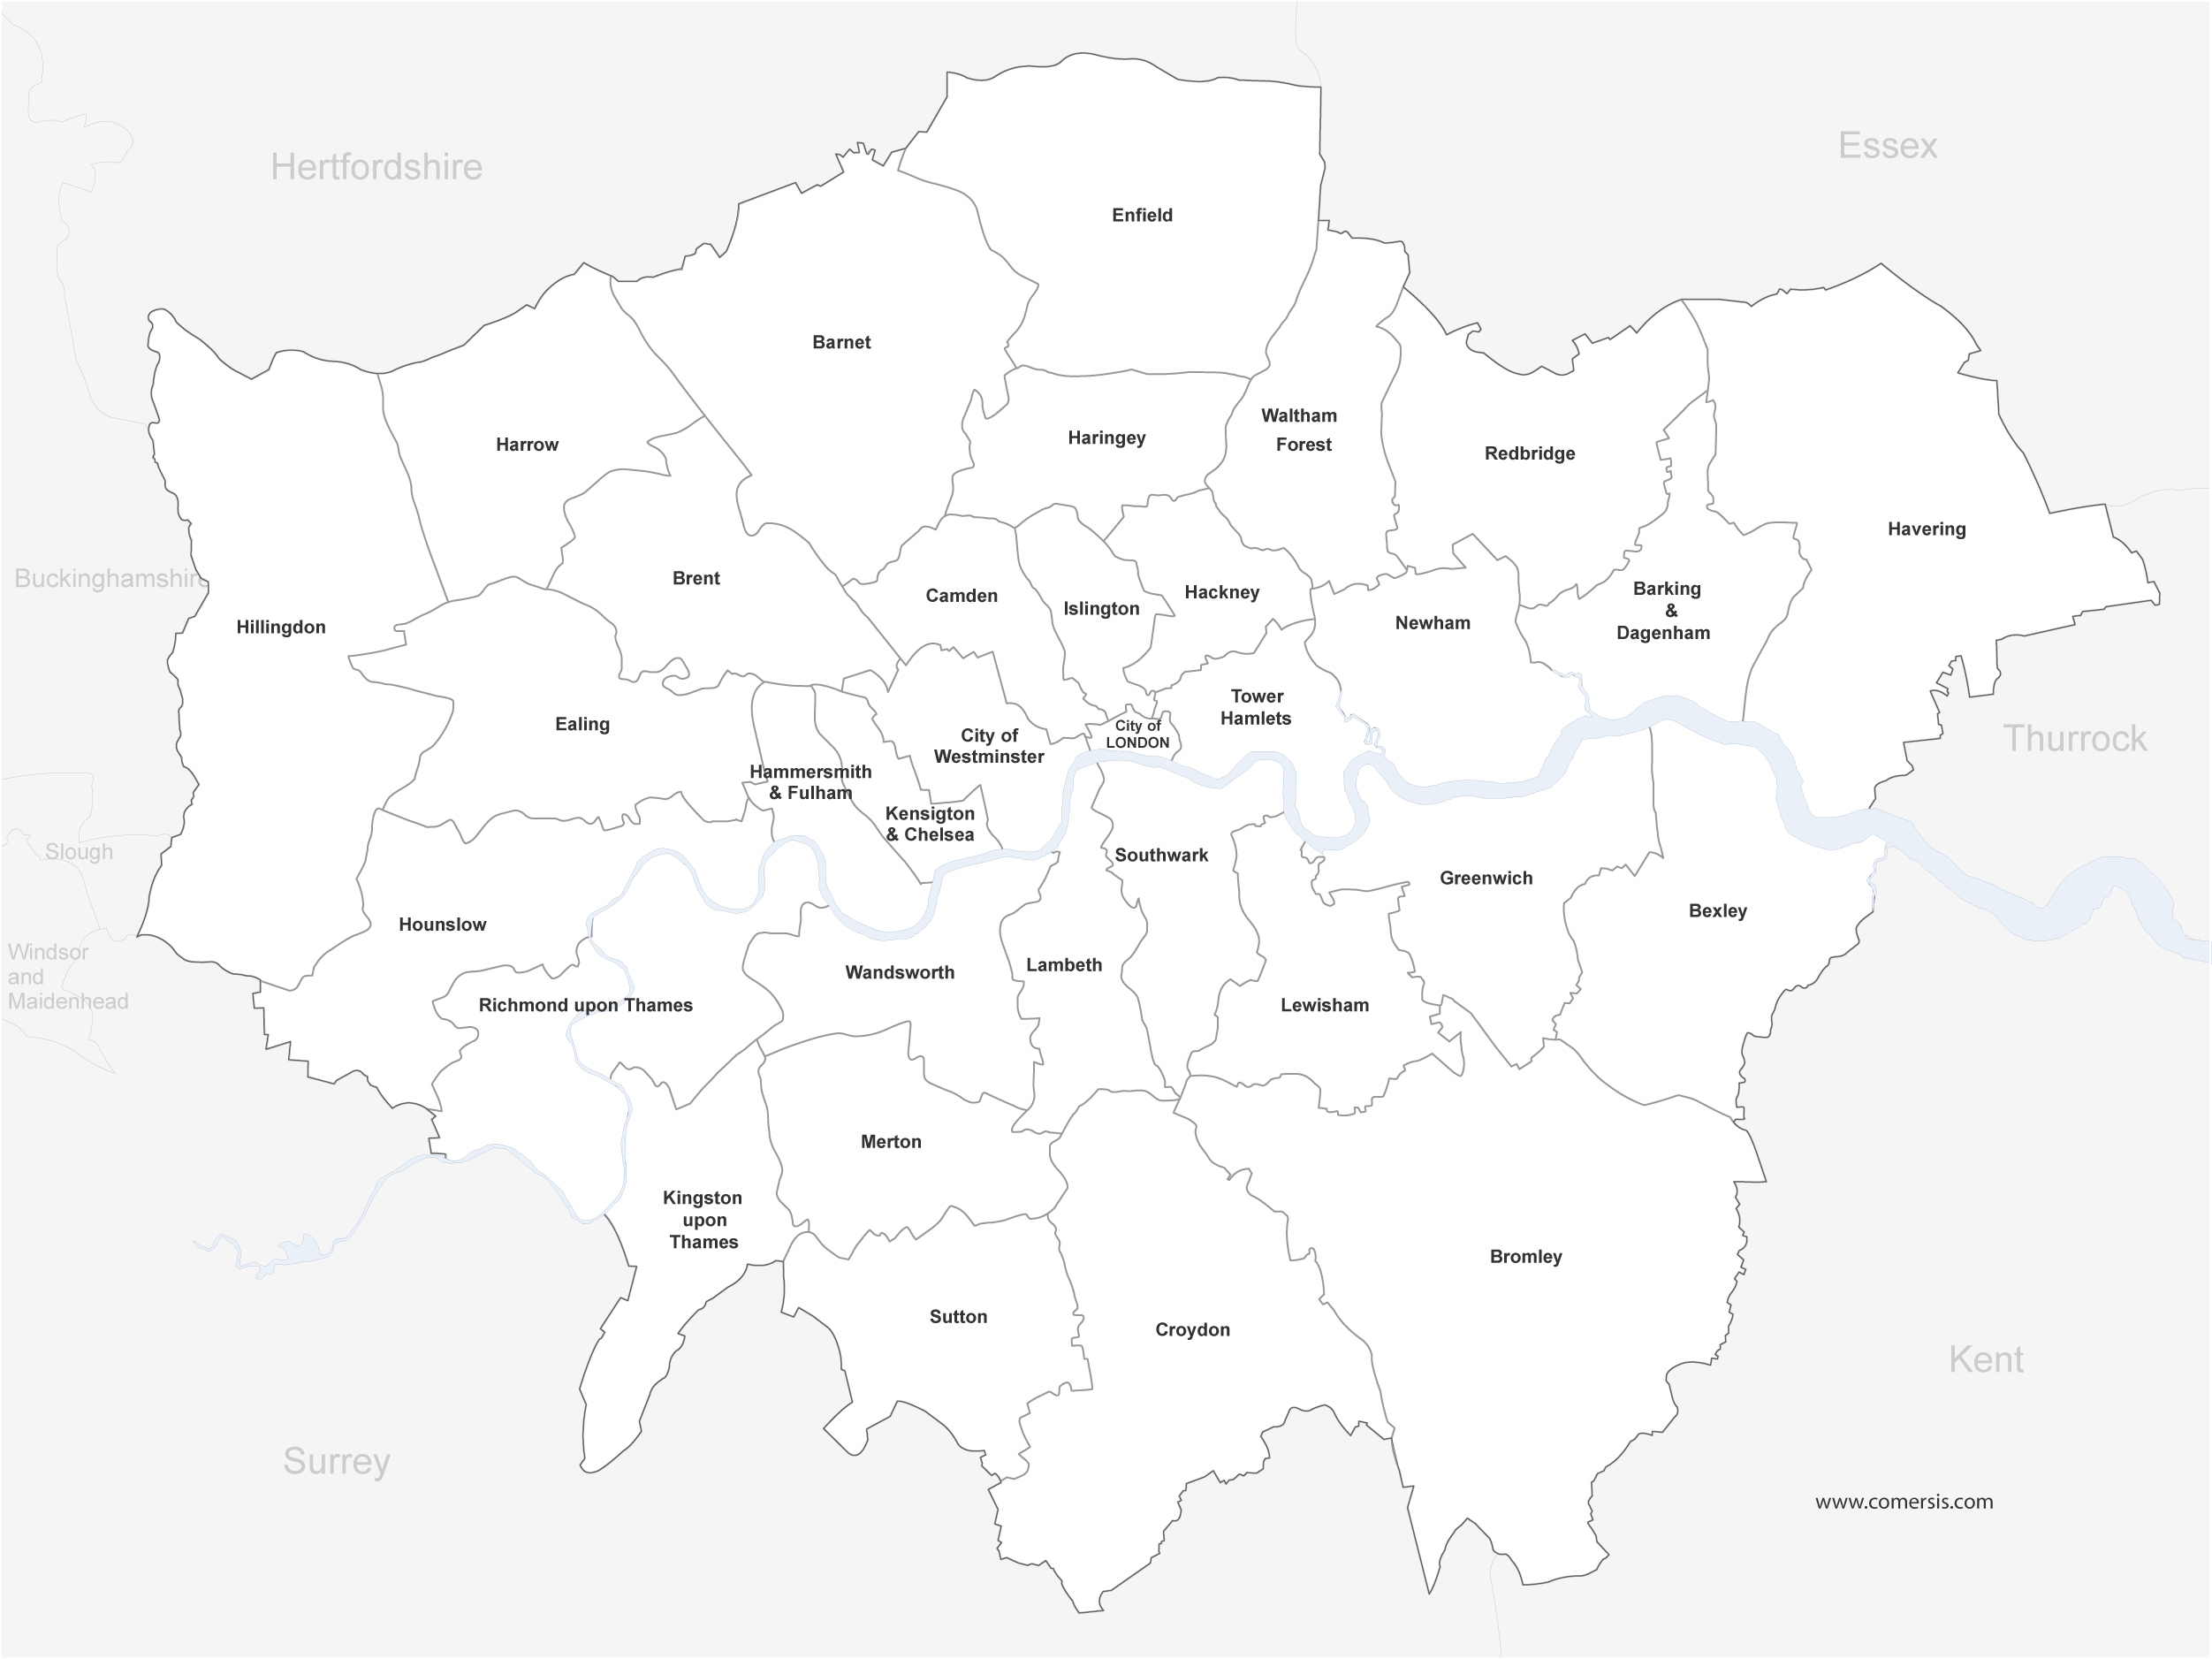 Essex
Hertfordshire
Enfield
Barnet
Waltham
Forest
Haringey
Harrow
Redbridge
Havering
Buckinghamshire
Brent
Camden
Islington
Hackney
Barking
&
Dagenham
Newham
Hillingdon
Tower
Hamlets
Ealing
City of
LONDON
City of
Westminster
Thurrock
Hammersmith
& Fulham
Kensigton
& Chelsea
Slough
Southwark
Greenwich
Bexley
Hounslow
Windsor
and
Maidenhead
Wandsworth
Lambeth
Richmond upon Thames
Lewisham
Merton
Kingston
upon
Thames
Bromley
Sutton
Croydon
Kent
Surrey
www.comersis.com